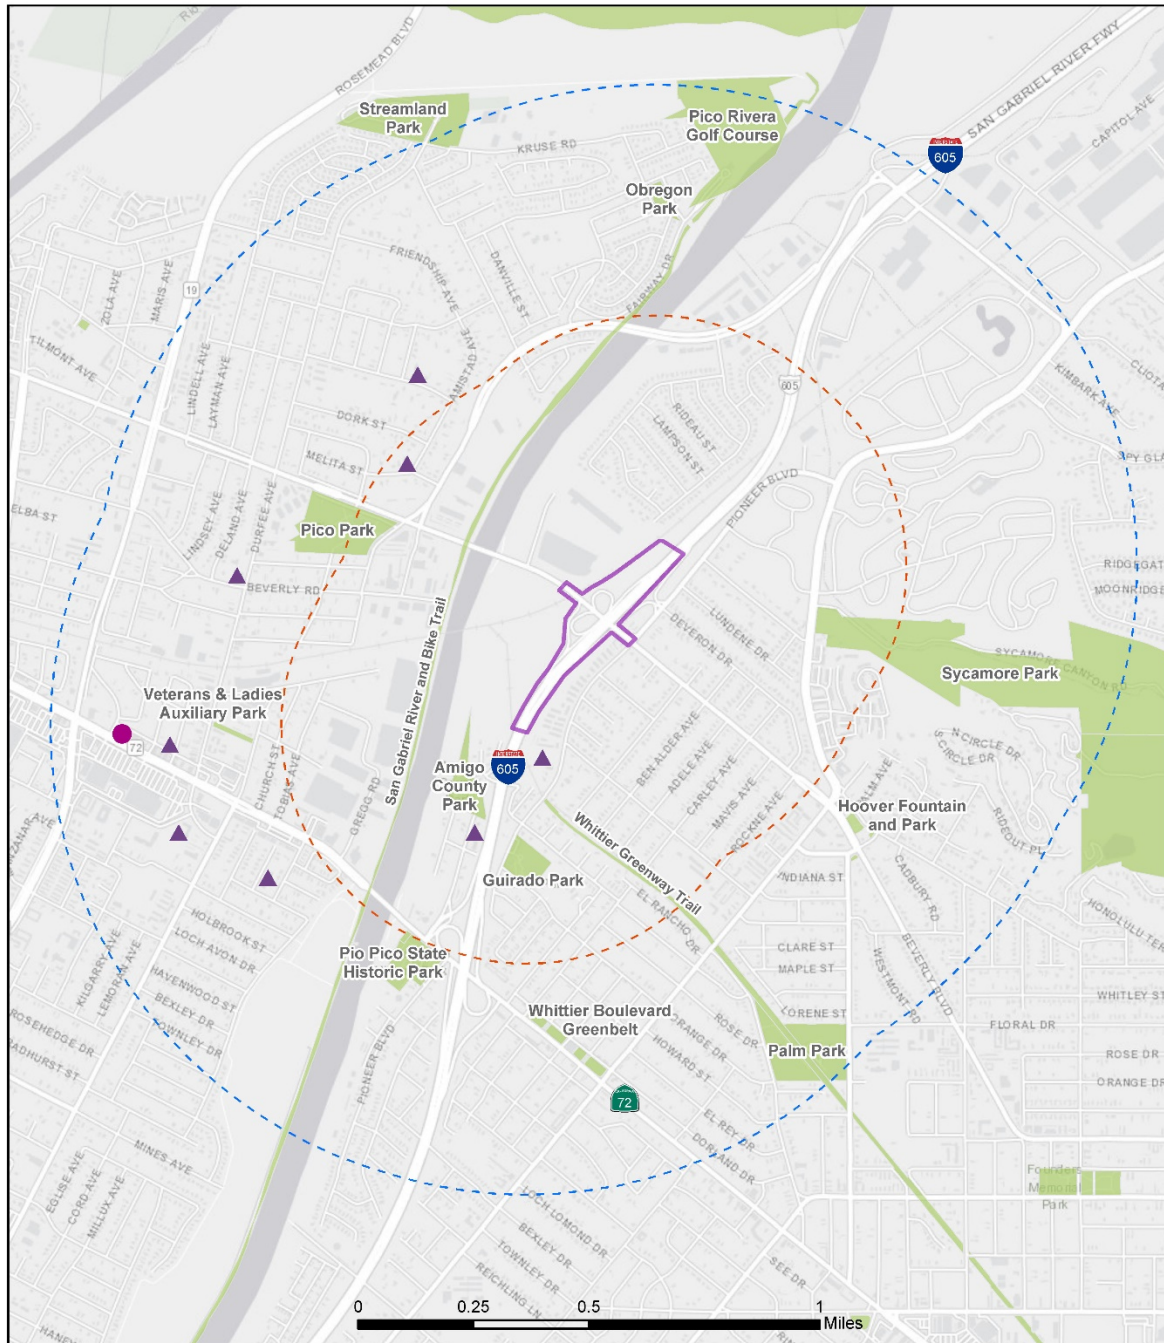 ROSEMEAD BLVD
SAN GABRIEL RIVER FWY
CAPITOL AVE
Streamland
Park
Pico Rivera
Golf Course
KRUSE RD
605
Obregon
Park
ZOLA AVE
MARIS AVE
FRIENDSHIP AVE
DANVILLE ST
FAIRWAY DR
19
TILMONT AVE
LINDELL AVE
LAYMAN AVE
AMISTAD AVE
605
KIMBARK AVE
DORK ST
RIDEAU ST
LAMPSON ST
MELITA ST
PIONEER BLVD
Pico Park
LINDSEY AVE
DELAND AVE
DURFEE AVE
BEVERLY RD
LUNDENE DR
DEVERON DR
San Gabriel River and Bike Trail
SYCAMORE CANYON RD
Sycamore Park
Veterans & Ladies
Auxiliary Park
72
N CIRCLE DR
S CIRCLE DR
605
Amigo
County
Park
BEN ALDER AVE
ADELE AVE
CARLEY AVE
MAVIS AVE
ROCKNE AVE
PALM AVE
CHURCH ST
TOBIAS AVE
GREGG RD
Hoover Fountain
and Park
RIDEOUT PL
Whittier Greenway Trail
Guirado Park
EL RANCHO DR
CADBURY RD
HOLBROOK ST
LOCH AVON DR
CLARE ST
MAPLE ST
Pio Pico State
Historic Park
KILGARRY AVE
LEMORAN AVE
HAVENWOOD ST
BEXLEY DR
TOWNLEY DR
WESTMONT RD
BEVERLY BLVD
WHITLEY ST
Whittier Boulevard
Greenbelt
ORANGE DR
ROSE DR
FLORAL DR
ROSEHEDGE DR
HOWARD ST
Palm Park
ROSE DR
ORANGE DR
PIONEER BLVD
72
EL REY DR
DORLAND DR
MINES AVE
EGLISE AVE
CORD AVE
MILLUX AVE
Founders
Memorial
Park
LOCH LOMOND DR
BEXLEY DR
TOWNLEY DR
REICHLING LN
SEE DR
0 0.25 0.5 1
Miles